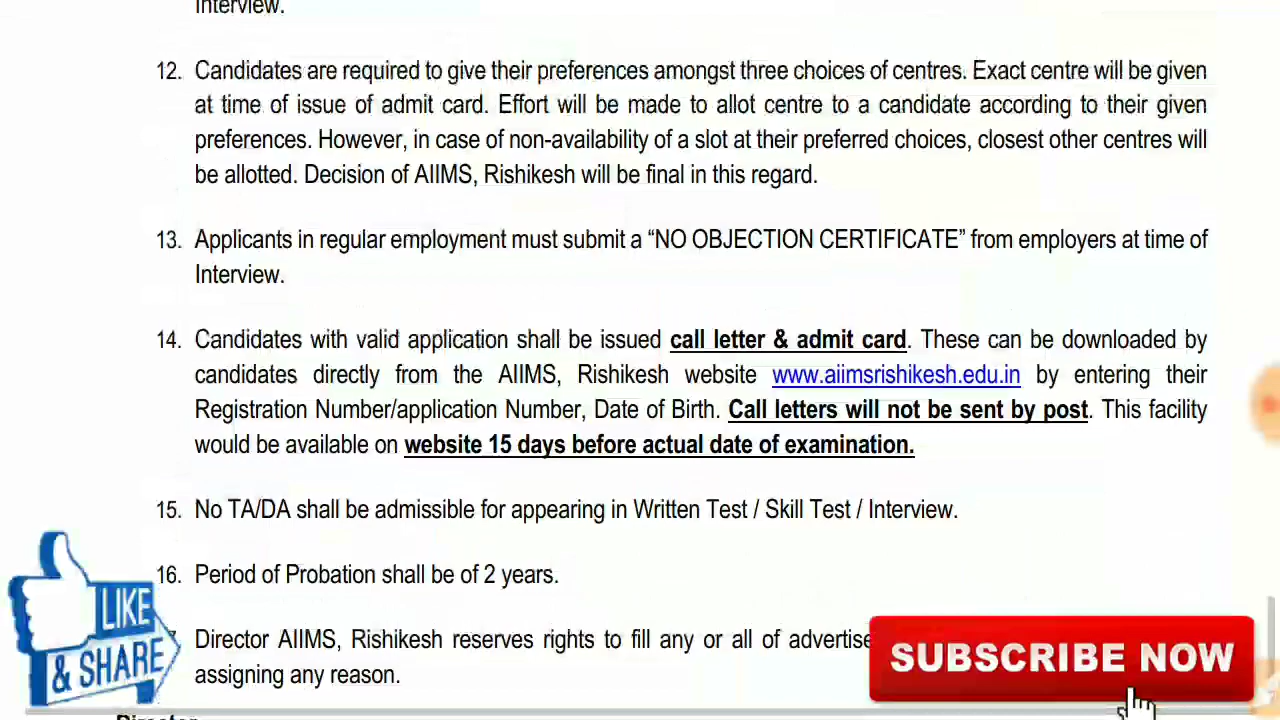 Interview.
12. Candidates are required to give their preferences amongst three choices of centres. Exact centre will be given
at time of issue of admit card. Effort will be made to allot centre to a candidate according to their given
preferences. However, in case of non-availability of a slot at their preferred choices, closest other centres will
be allotted. Decision of AIIMS, Rishikesh will be final in this regard.
13. Applicants in regular employment must submit a “NO OBJECTION CERTIFICATE” from employers at time of
Interview.
14. Candidates with valid application shall be issued call letter & admit card. These can be downloaded by
candidates directly from the AIIMS, Rishikesh website www.aiimsrishikesh.edu.in by entering their
Registration Number/application Number, Date of Birth. Call letters will not be sent by post. This facility
would be available on website 15 days before actual date of examination.
15. No TA/DA shall be admissible for appearing in Written Test / Skill Test / Interview.
16. Period of Probation shall be of 2 years.
Director AIIMS, Rishikesh reserves rights to fill any or all of
assigning any reason.
LIKE
& SHARE
SUBSCRIBE NOW